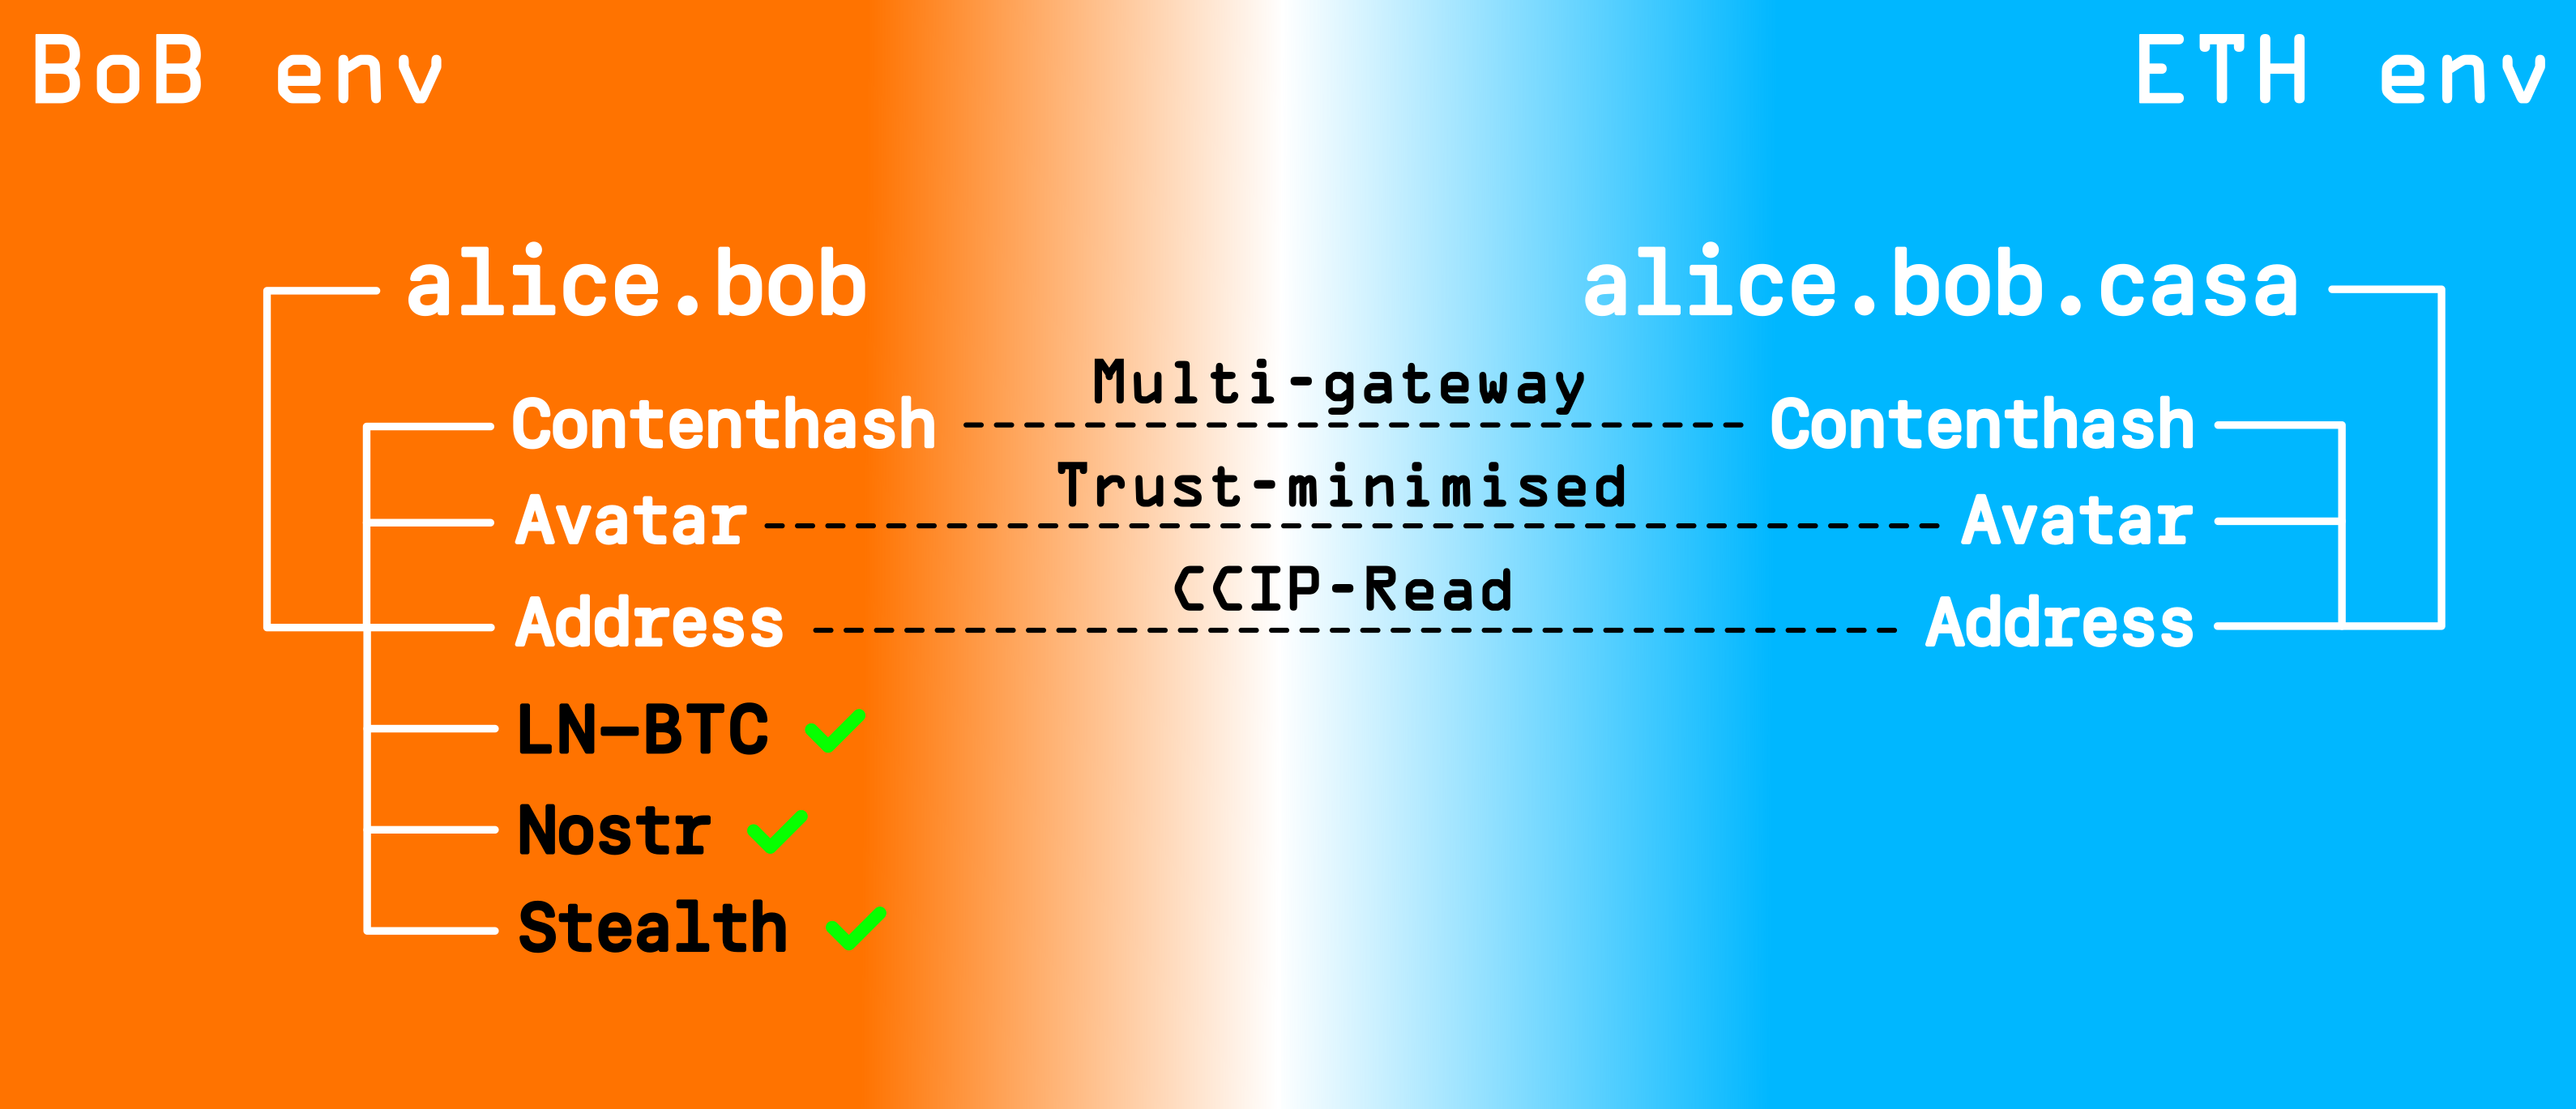 BoB env
ETH env
alice.bob
alice.bob.casa
Multi-gateway
Contenthash
Contenthash
Trust-minimised
Avatar
Avatar
CCIP-Read
Address
Address
LN–BTC
Nostr
Stealth